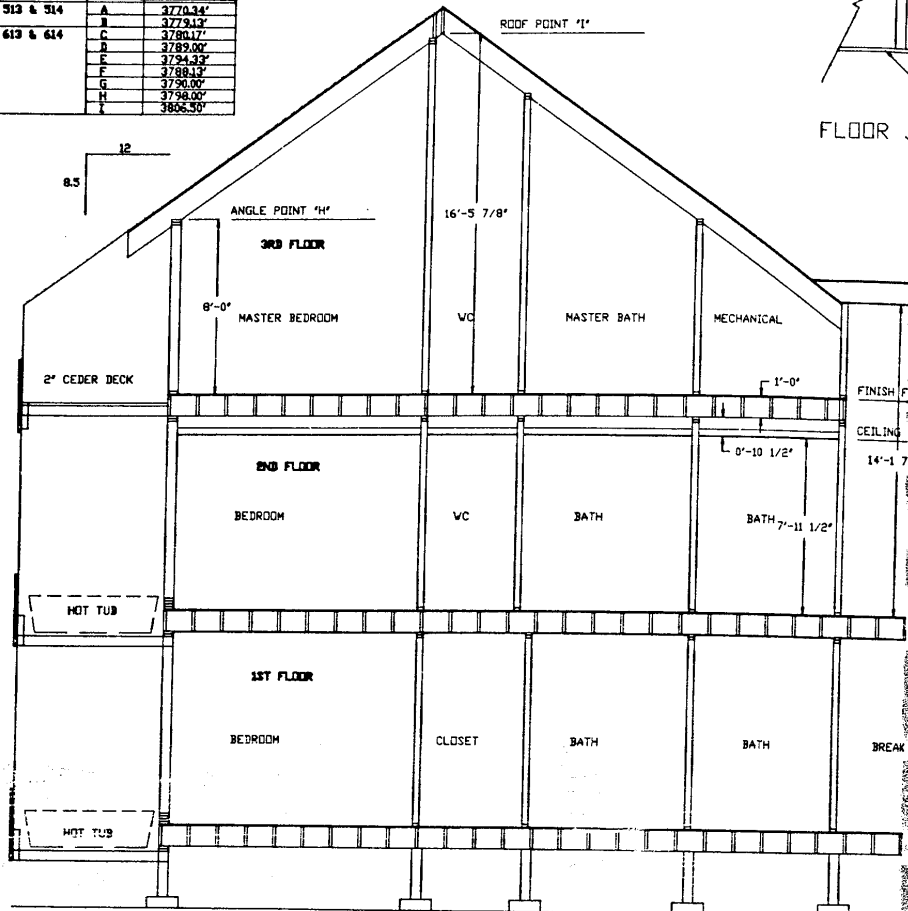 513 & 514 A 3770.34'
B 3779.13'
613 & 614 C 3780.17'
D 3789.00'
E 3794.33'
F 3788.13'
G 3790.00'
H 3798.00'
I 3806.50'
ROOF POINT "I"
FLOOR J
12
8.5
ANGLE POINT "H"
16'-5 7/8"
3RD FLOOR
8'-0"
MASTER BEDROOM
WC
MASTER BATH
MECHANICAL
2" CEDER DECK
1'-0"
FINISH F
CEILING
0'-10 1/2"
14'-1 7
2ND FLOOR
BEDROOM
WC
BATH
BATH
7'-11 1/2"
HOT TUB
1ST FLOOR
BEDROOM
CLOSET
BATH
BATH
BREAK
HOT TUB